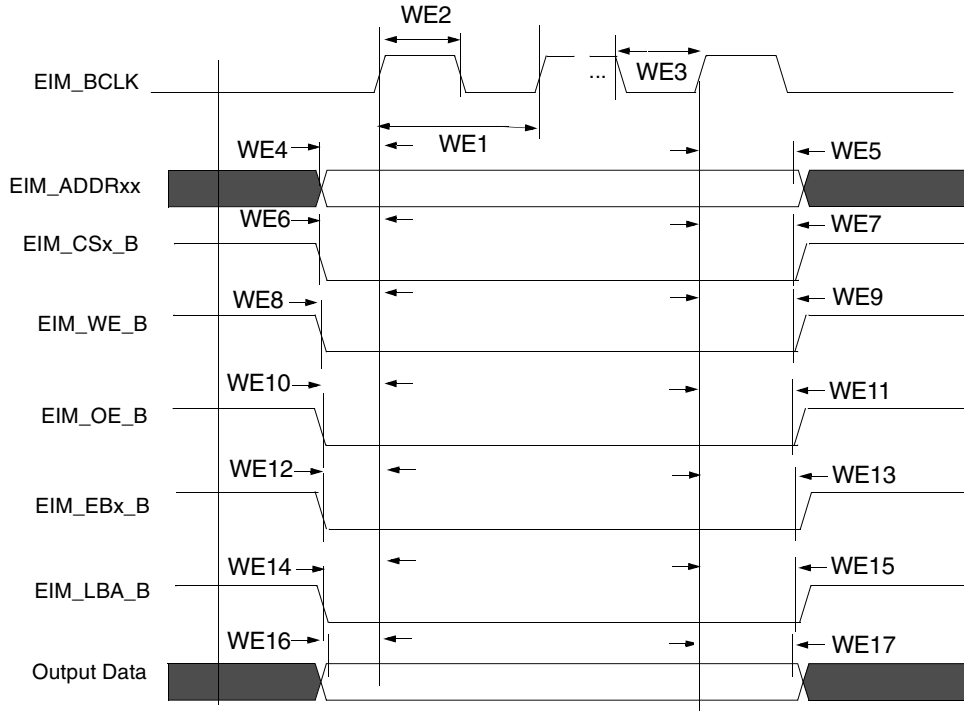 WE2
EIM_BCLK
...
WE3
WE1
WE4
WE5
EIM_ADDRxx
WE6
WE7
EIM_CSx_B
WE8
WE9
EIM_WE_B
WE10
WE11
EIM_OE_B
WE12
WE13
EIM_EBx_B
WE14
WE15
EIM_LBA_B
WE16
WE17
Output Data